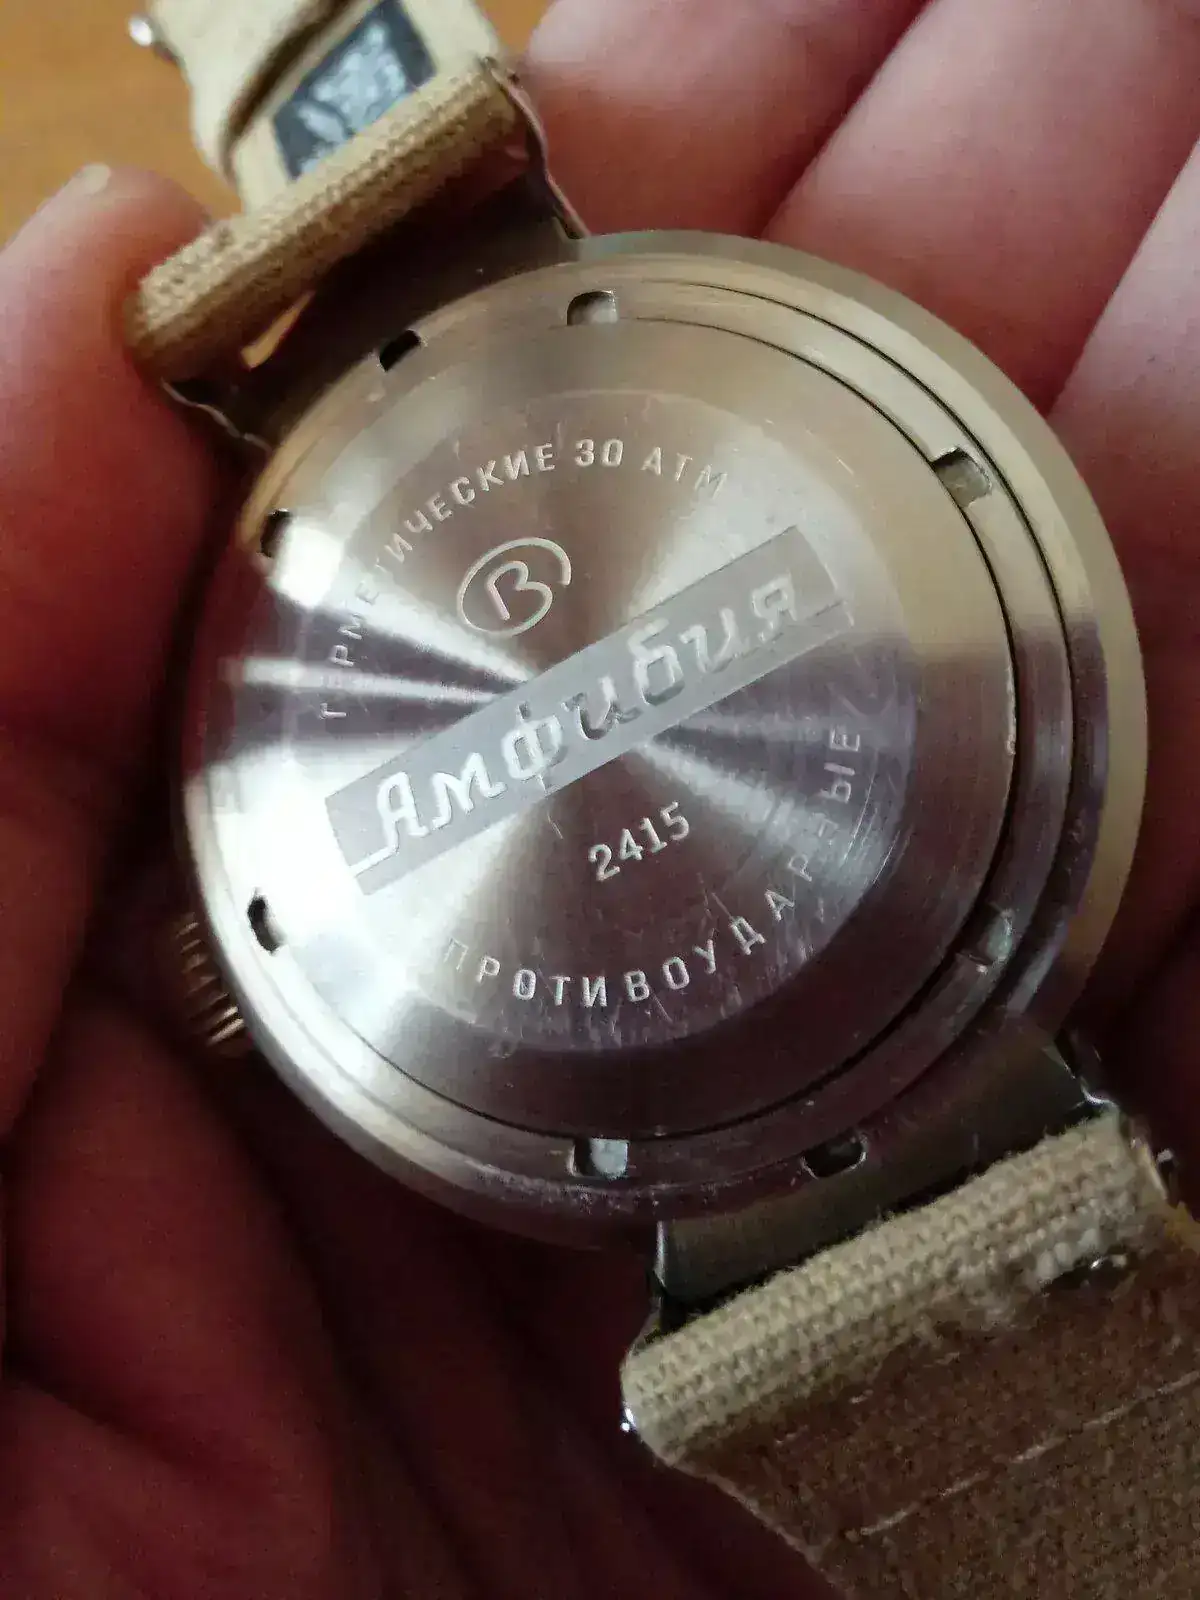 ГЕРМЕТИЧЕСКИЕ 30 АТМ
В
Амфибия
2415
ПРОТИВОУДАРНЫЕ